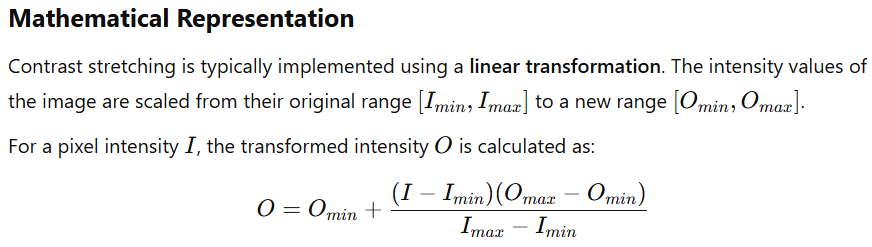 Mathematical Representation
Contrast stretching is typically implemented using a linear transformation. The intensity values of
the image are scaled from their original range [I_{min}, I_{max}] to a new range [O_{min}, O_{max}].
For a pixel intensity I, the transformed intensity O is calculated as:
O = O_{min} + \frac{(I - I_{min})(O_{max} - O_{min})}{I_{max} - I_{min}}